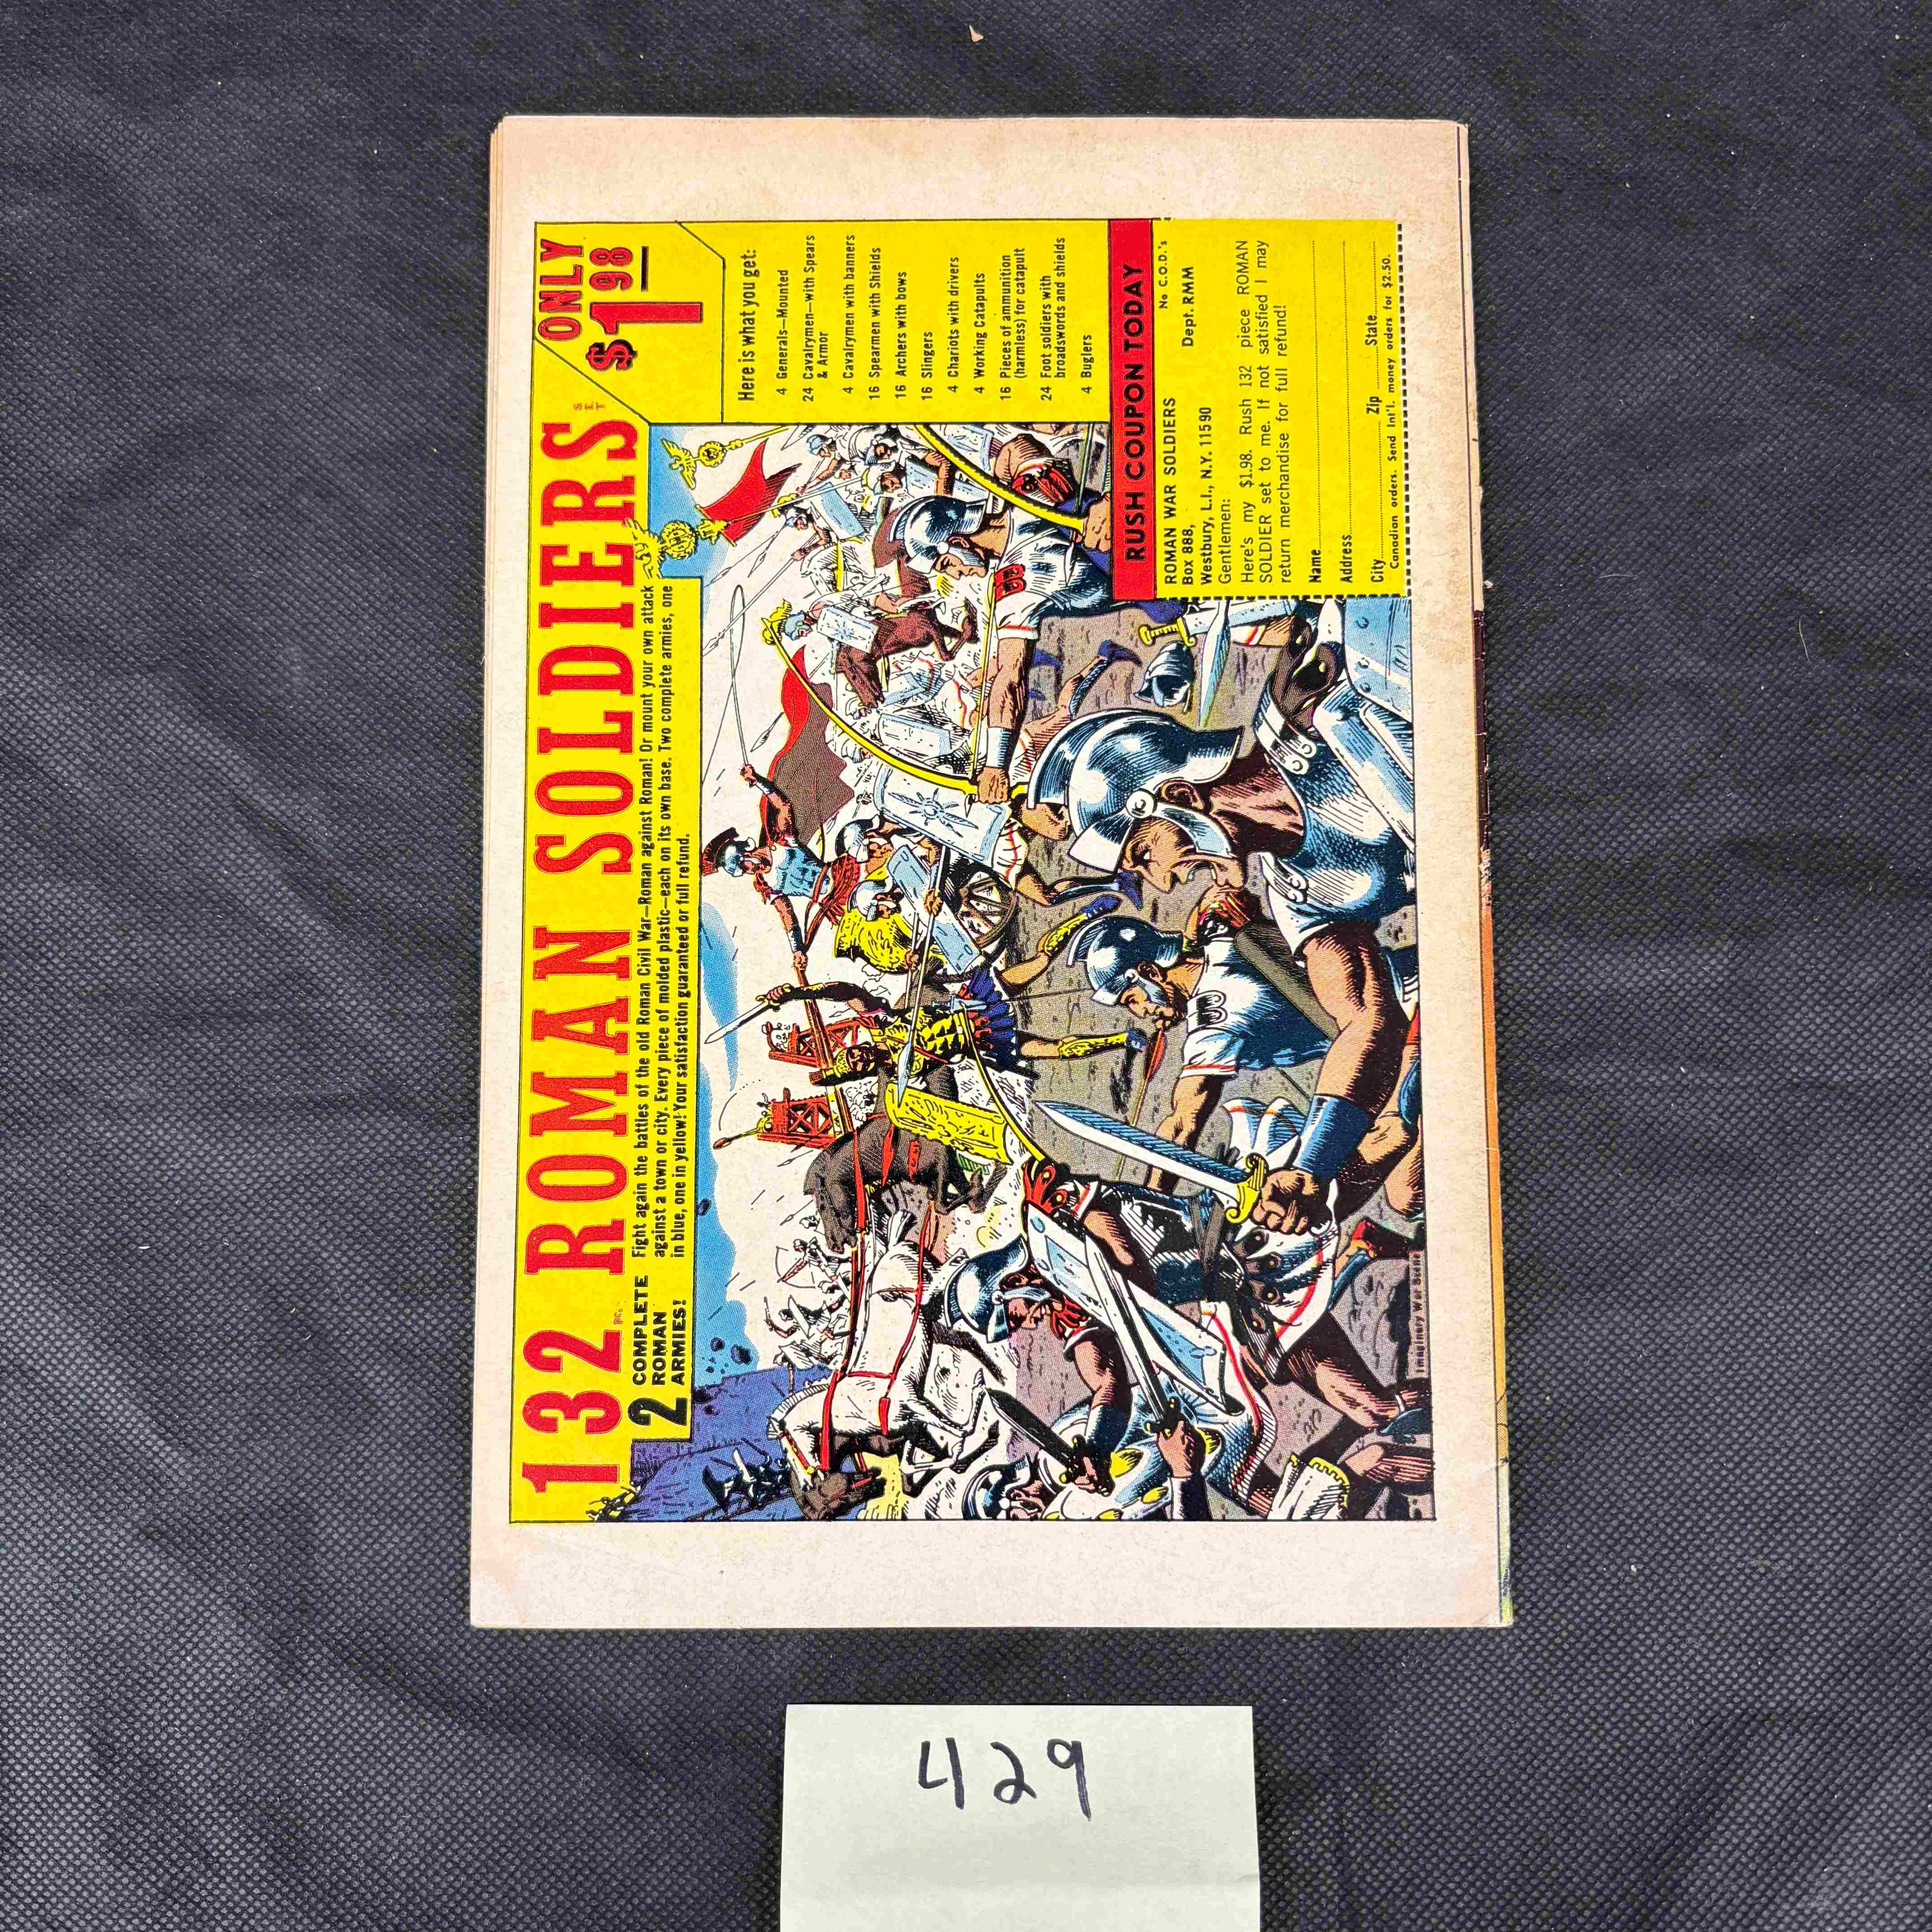 132 PC. ROMAN SOLDIERS SET
ONLY
$1 98
2 COMPLETE
ROMAN
ARMIES!
Fight again the battles of the old Roman Civil War—Roman against Roman! Or mount your own attack
against a town or city. Every piece of molded plastic—each on its own base. Two complete armies, one
in blue, one in yellow! Your satisfaction guaranteed or full refund.
Here is what you get:
4 Generals—Mounted
24 Cavalrymen—with Spears
& Armor
4 Cavalrymen with banners
16 Spearmen with Shields
16 Archers with bows
16 Slingers
4 Chariots with drivers
4 Working Catapults
16 Pieces of ammunition
(harmless) for catapult
24 Foot soldiers with
broadswords and shields
4 Buglers
RUSH COUPON TODAY
No C.O.D.'s
ROMAN WAR SOLDIERS
Box 888, Dept. RMM
Westbury, L.I., N.Y. 11590
Gentlemen:
Here's my $1.98. Rush 132 piece ROMAN
SOLDIER set to me. If not satisfied I may
return merchandise for full refund!
Name
Address
City Zip State
Canadian orders. Send Int'l. money orders for $2.50.
Imaginary War Scene
429